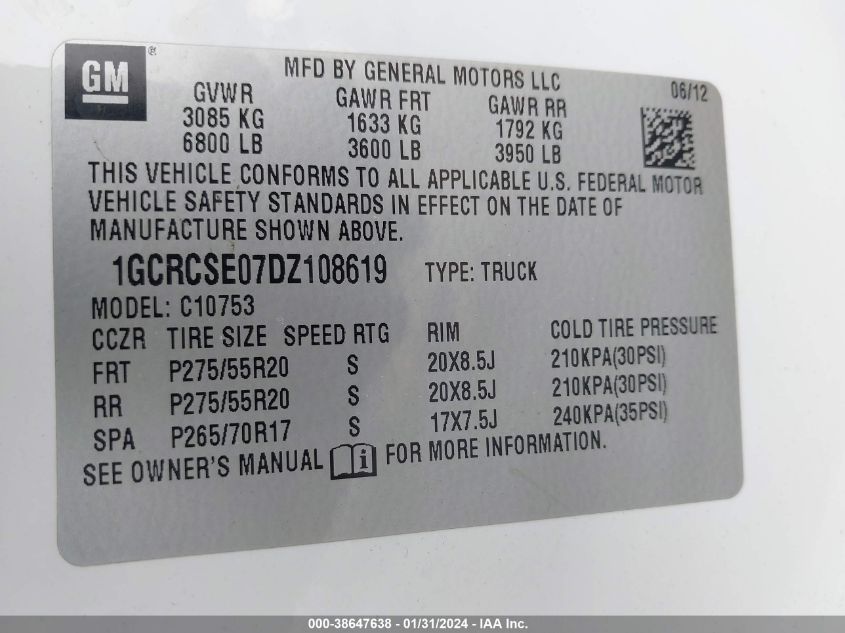 GM ®
MFD BY GENERAL MOTORS LLC
06/12
GVWR GAWR FRT GAWR RR
3085 KG 1633 KG 1792 KG
6800 LB 3600 LB 3950 LB
THIS VEHICLE CONFORMS TO ALL APPLICABLE U.S. FEDERAL MOTOR
VEHICLE SAFETY STANDARDS IN EFFECT ON THE DATE OF
MANUFACTURE SHOWN ABOVE.
1GCRCSE07DZ108619 TYPE: TRUCK
MODEL: C10753
CCZR TIRE SIZE SPEED RTG RIM COLD TIRE PRESSURE
FRT P275/55R20 S 20X8.5J 210KPA(30PSI)
RR P275/55R20 S 20X8.5J 210KPA(30PSI)
SPA P265/70R17 S 17X7.5J 240KPA(35PSI)
SEE OWNER'S MANUAL i FOR MORE INFORMATION.
000-38647638 - 01/31/2024 - IAA Inc.